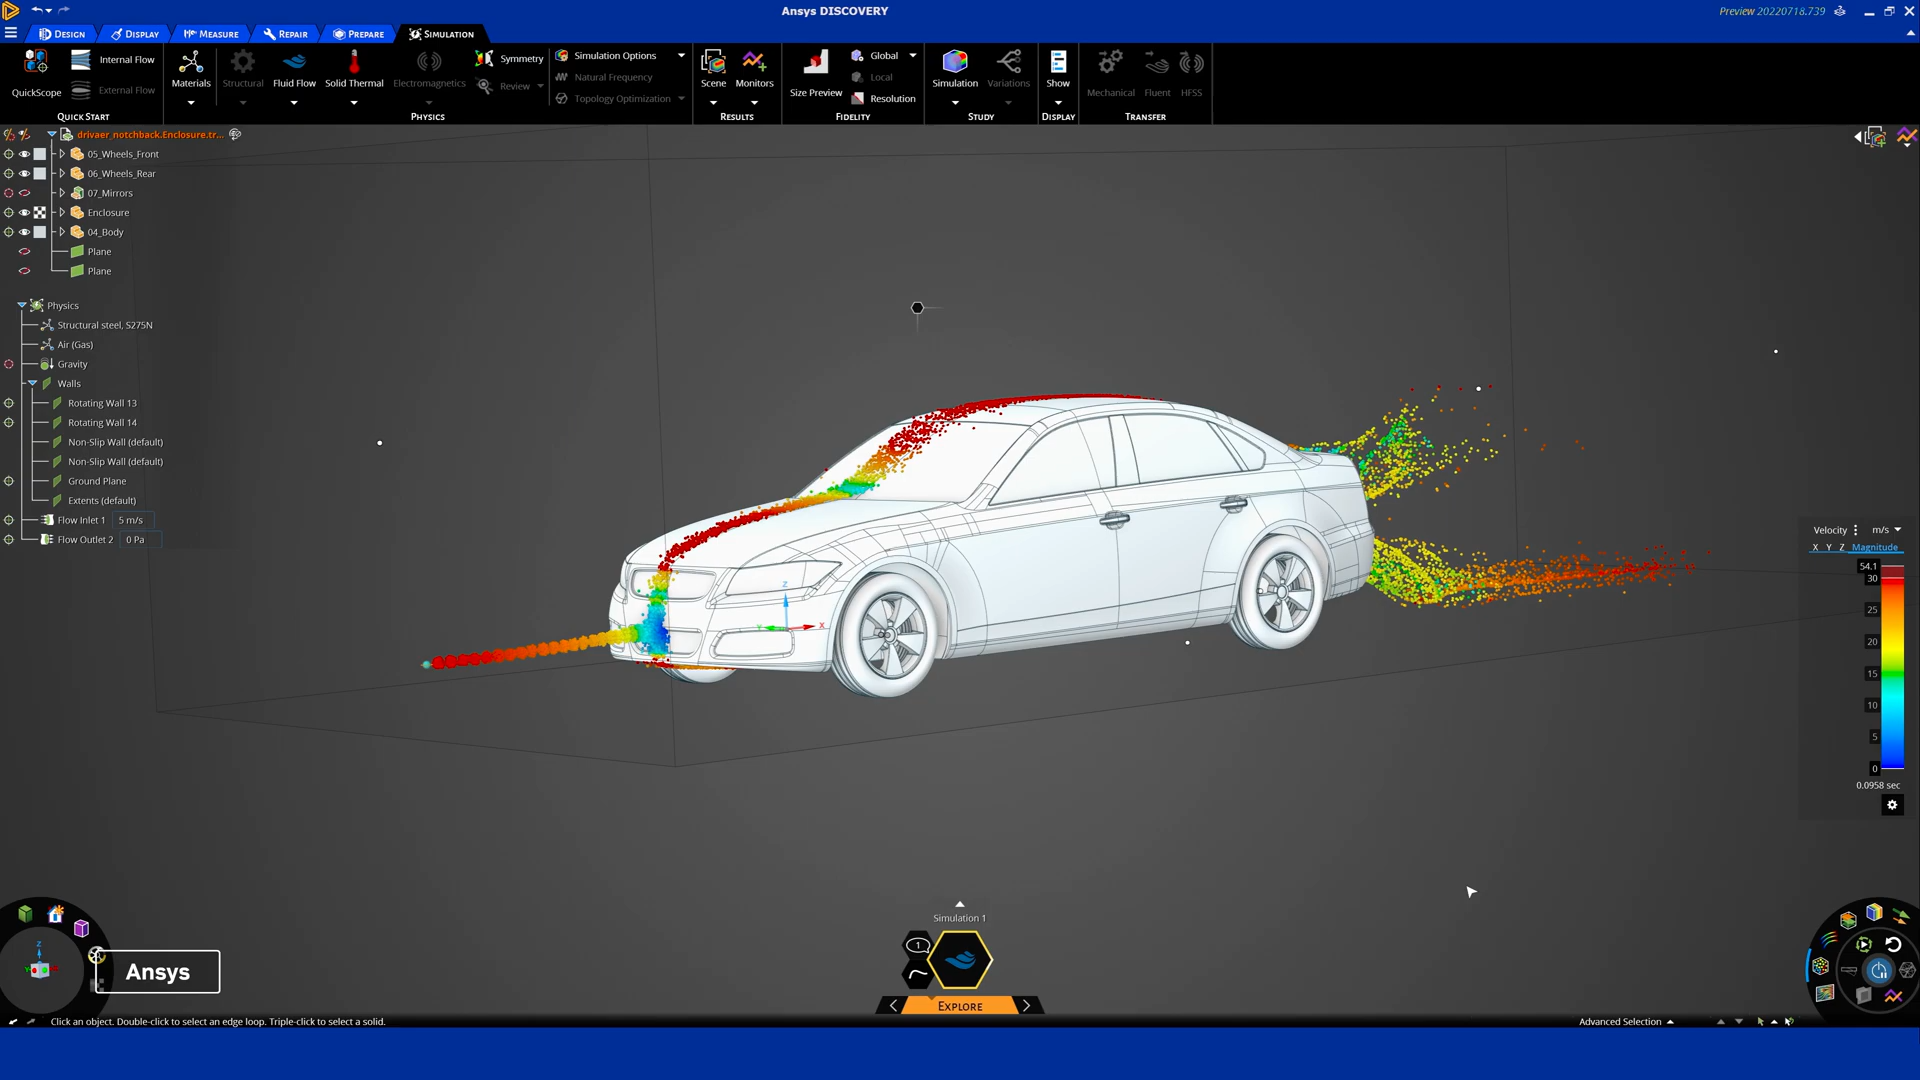 Ansys DISCOVERY
Preview 20220718.739
DESIGN
DISPLAY
MEASURE
REPAIR
PREPARE
SIMULATION
QuickScope
Internal Flow
External Flow
QUICK START
Materials
Structural
Fluid Flow
Solid Thermal
Electromagnetics
Symmetry
Review
Simulation Options
Natural Frequency
Topology Optimization
PHYSICS
Scene
Monitors
RESULTS
Size Preview
Global
Local
Resolution
FIDELITY
Simulation
Variations
STUDY
Show
DISPLAY
Mechanical
Fluent
HFSS
TRANSFER
drivaer_notchback.Enclosure.tr...
05_Wheels_Front
06_Wheels_Rear
07_Mirrors
Enclosure
04_Body
Plane
Plane
Physics
Structural steel, S275N
Air (Gas)
Gravity
Walls
Rotating Wall 13
Rotating Wall 14
Non-Slip Wall (default)
Non-Slip Wall (default)
Ground Plane
Extents (default)
Flow Inlet 1 5 m/s
Flow Outlet 2 0 Pa
Z
X
Y
Velocity m/s
X Y Z Magnitude
54.1
30
25
20
15
10
5
0
0.0958 sec
Simulation 1
1
EXPLORE
Z
Ansys
Click an object. Double-click to select an edge loop. Triple-click to select a solid.
Advanced Selection